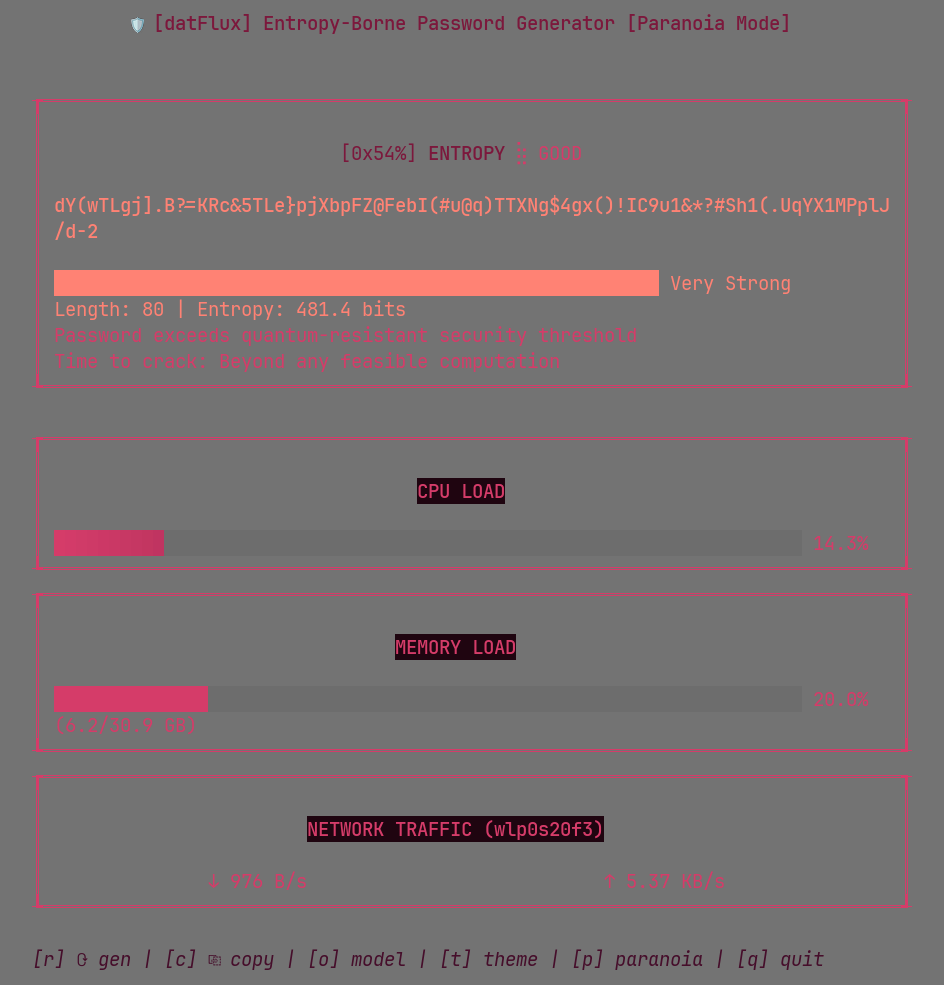 [datFlux] Entropy-Borne Password Generator [Paranoia Mode]
[0x54%] ENTROPY ░ GOOD
dY(wTLgj].B?=KRc&5TLe}pjXbpFZ@FebI(#u@q)TTXNg$4gx()!IC9u1&*?#Sh1(.UqYX1MPplJ
/d-2
Very Strong
Length: 80 | Entropy: 481.4 bits
Password exceeds quantum-resistant security threshold
Time to crack: Beyond any feasible computation
CPU LOAD
14.3%
MEMORY LOAD
20.0%
(6.2/30.9 GB)
NETWORK TRAFFIC (wlp0s20f3)
↓ 976 B/s ↑ 5.37 KB/s
[r] gen | [c] copy | [o] model | [t] theme | [p] paranoia | [q] quit